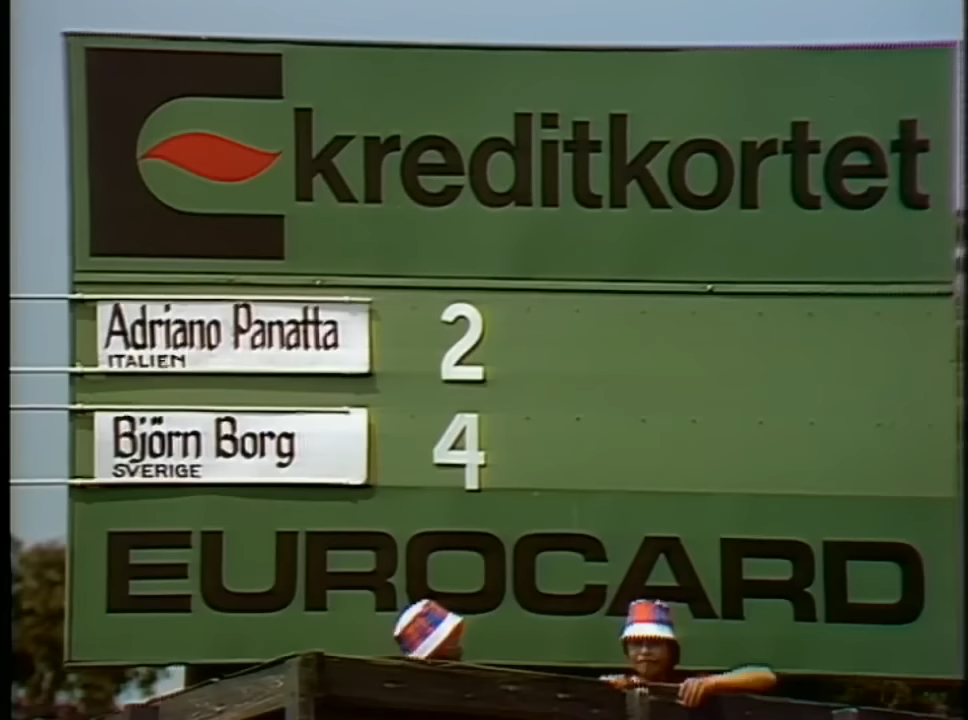 kreditkortet
Adriano Panatta 2
ITALIEN
Björn Borg 4
SVERIGE
EUROCARD